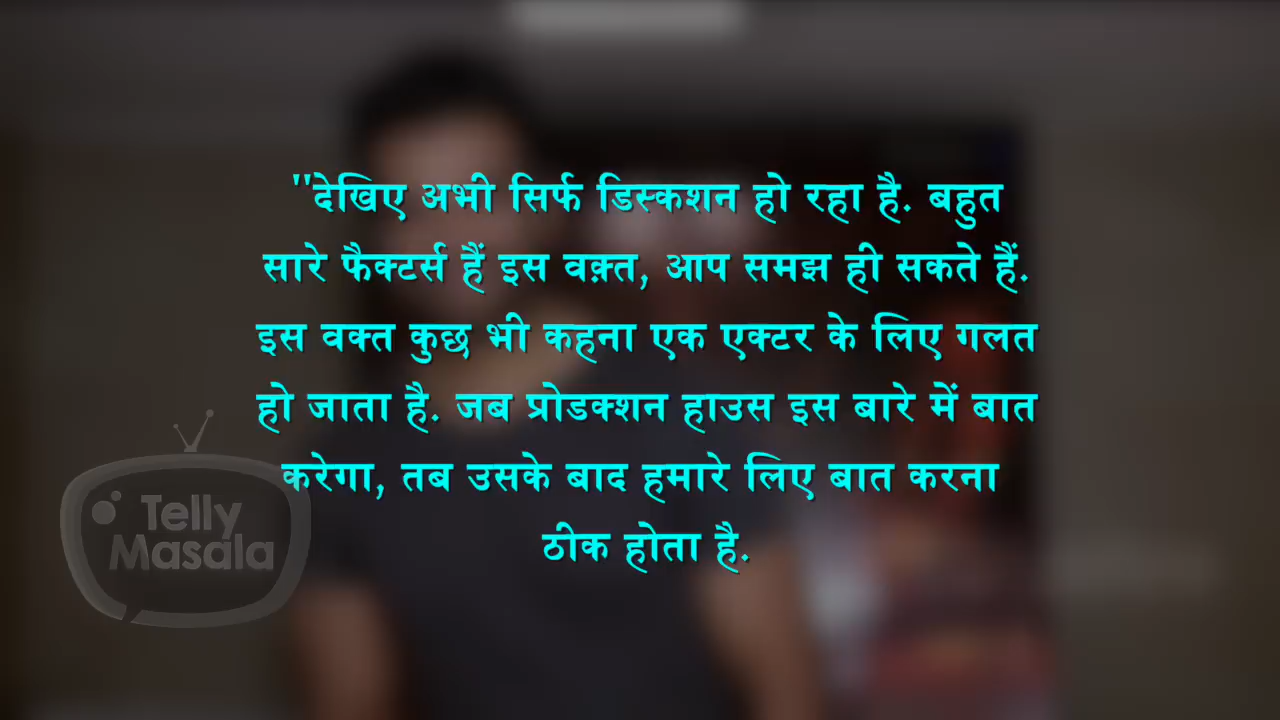 "देखिए अभी सिर्फ डिस्कशन हो रहा है. बहुत
सारे फैक्टर्स हैं इस वक़्त, आप समझ ही सकते हैं.
इस वक्त कुछ भी कहना एक एक्टर के लिए गलत
हो जाता है. जब प्रोडक्शन हाउस इस बारे में बात
करेगा, तब उसके बाद हमारे लिए बात करना
ठीक होता है.
Telly
Masala